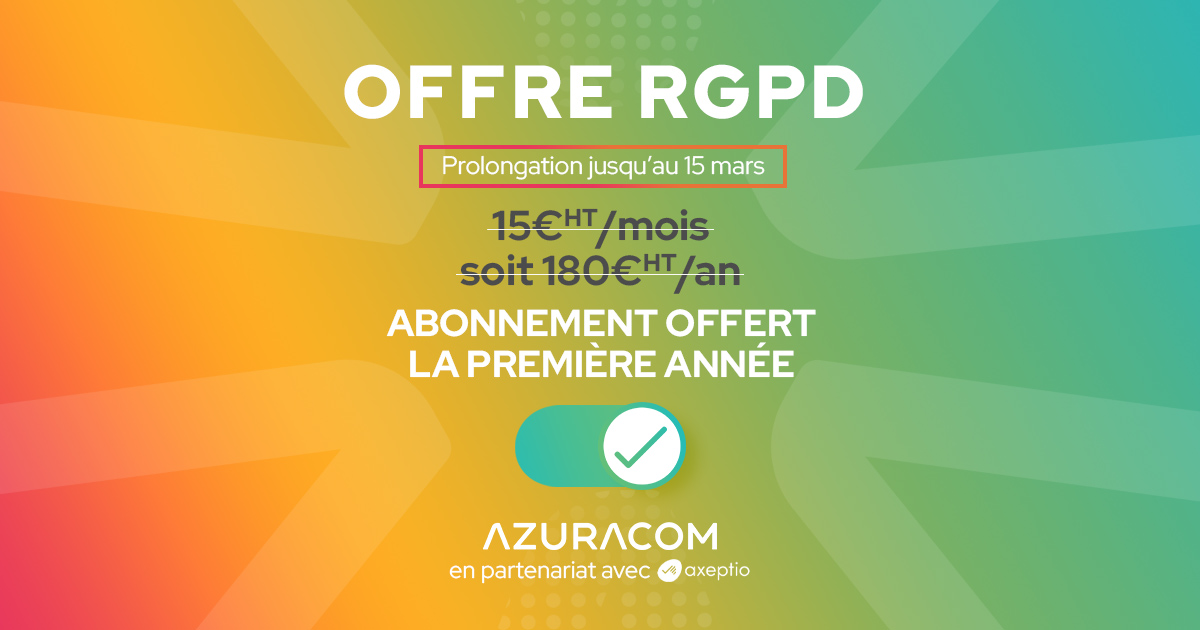 OFFRE RGPD
Prolongation jusqu'au 15 mars
15€HT/mois
soit 180€HT/an
ABONNEMENT OFFERT
LA PREMIÈRE ANNÉE
AZURACOM
en partenariat avec axeptio